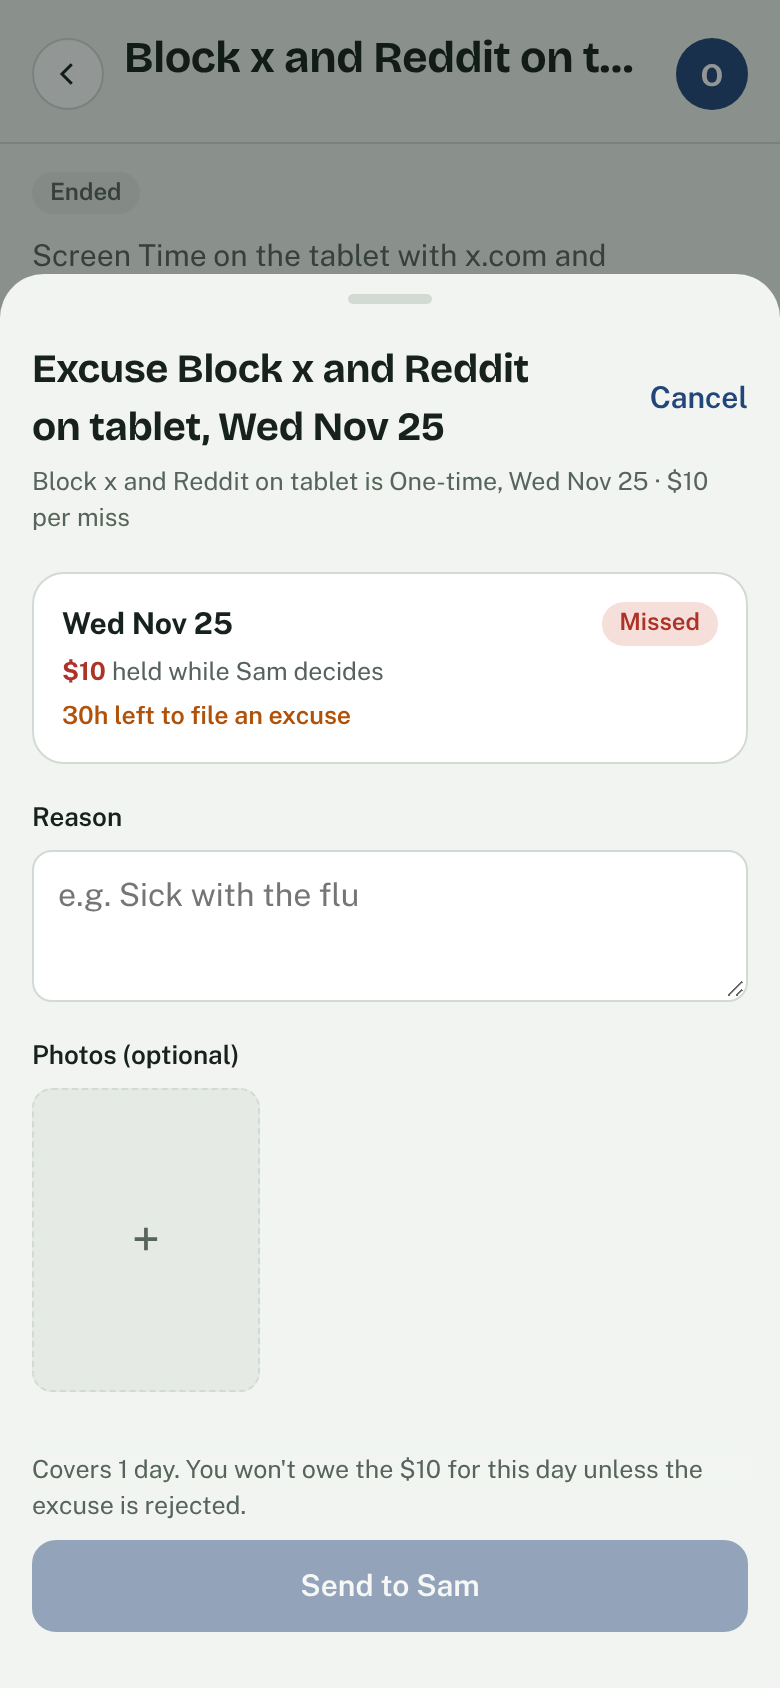 Block x and Reddit on t...
O
Ended
Screen Time on the tablet with x.com and
Excuse Block x and Reddit
on tablet, Wed Nov 25
Cancel
Block x and Reddit on tablet is One-time, Wed Nov 25 · $10
per miss
Wed Nov 25
Missed
$10 held while Sam decides
30h left to file an excuse
Reason
e.g. Sick with the flu
Photos (optional)
+
Covers 1 day. You won't owe the $10 for this day unless the
excuse is rejected.
Send to Sam